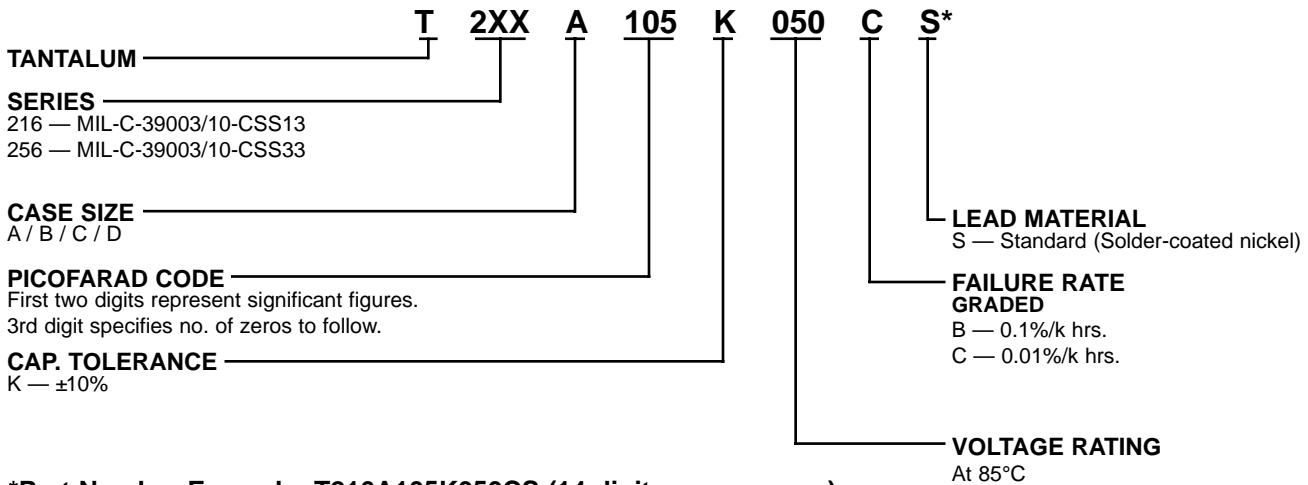 T 2XX A 105 K 050 C S*
TANTALUM
SERIES
216 — MIL-C-39003/10-CSS13
256 — MIL-C-39003/10-CSS33
CASE SIZE
A / B / C / D
PICOFARAD CODE
First two digits represent significant figures.
3rd digit specifies no. of zeros to follow.
CAP. TOLERANCE
K — ±10%
LEAD MATERIAL
S — Standard (Solder-coated nickel)
FAILURE RATE
GRADED
B — 0.1%/k hrs.
C — 0.01%/k hrs.
VOLTAGE RATING
At 85°C